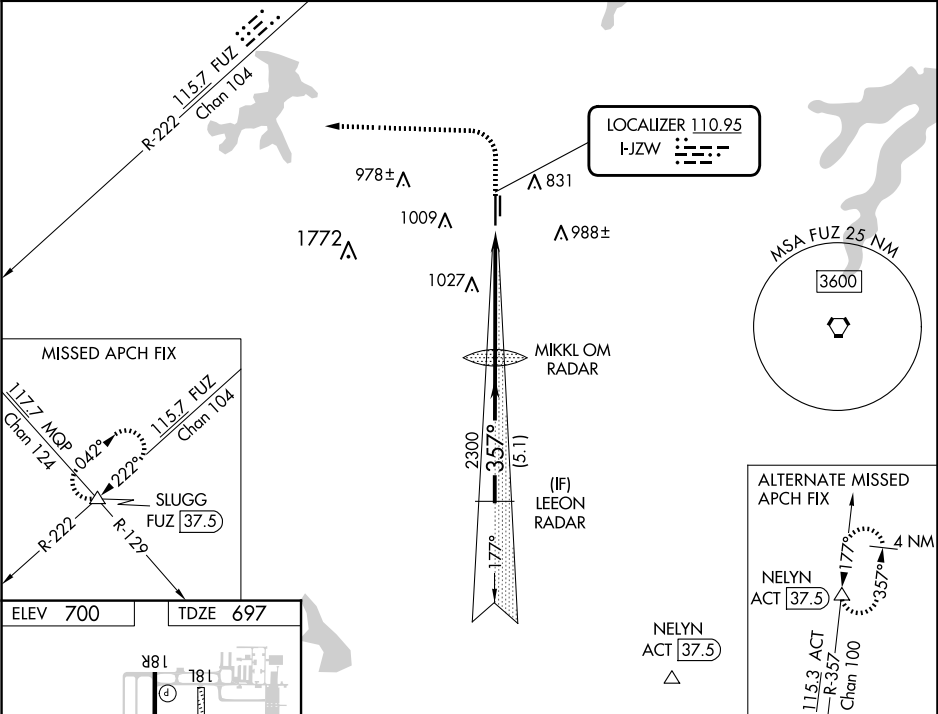 115.7 FUZ
Chan 104
R-222
LOCALIZER 110.95
I-JZW
978±
831
1009
988±
1772
1027
MSA FUZ 25 NM
3600
MIKKL OM
RADAR
2300
357°
(5.1)
(IF)
LEEON
RADAR
177°
MISSED APCH FIX
117.7 MQP
Chan 124
115.7 FUZ
Chan 104
042°
222°
SLUGG
FUZ 37.5
R-222
R-129
ALTERNATE MISSED
APCH FIX
4 NM
177°
357°
NELYN
ACT 37.5
115.3 ACT
R-357
Chan 100
NELYN
ACT 37.5
ELEV 700
TDZE 697
18R
18L
P